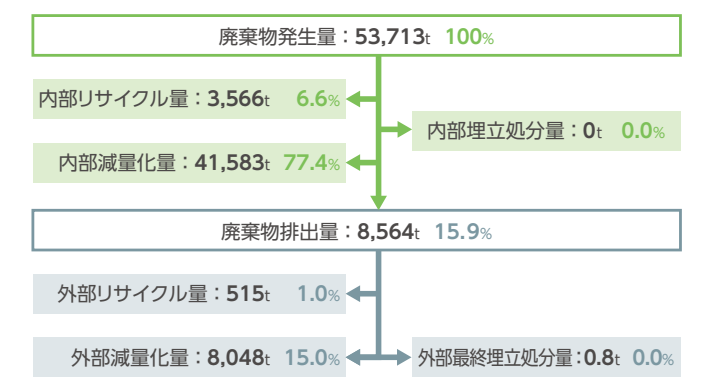 廃棄物発生量：53,713t 100%
内部リサイクル量：3,566t 6.6%
内部埋立処分量：0t 0.0%
内部減量化量：41,583t 77.4%
廃棄物排出量：8,564t 15.9%
外部リサイクル量：515t 1.0%
外部減量化量：8,048t 15.0%
外部最終埋立処分量：0.8t 0.0%